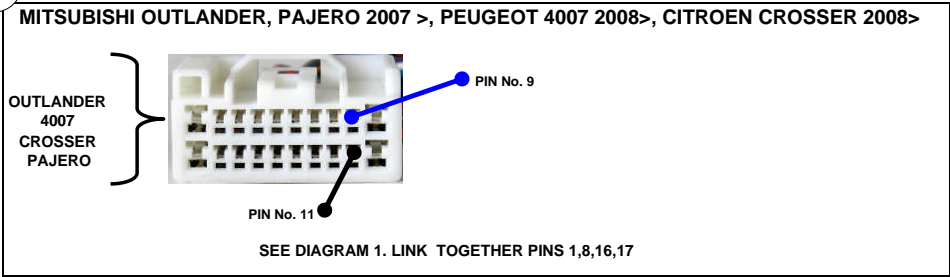 MITSUBISHI OUTLANDER, PAJERO 2007 >, PEUGEOT 4007 2008>, CITROEN CROSSER 2008>
PIN No. 9
OUTLANDER
4007
CROSSER
PAJERO
PIN No. 11
SEE DIAGRAM 1. LINK TOGETHER PINS 1,8,16,17